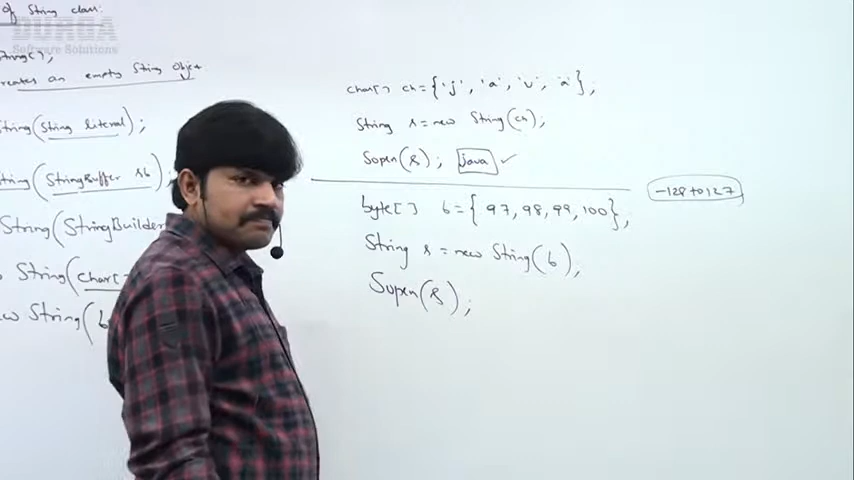 of String class:
DURGA
Software Solutions
String();
creates an empty String Object
String(String literal);
String(StringBuffer sb);
String(StringBuilder
String(char[
new String(b
char[] ch={'j', 'a', 'v', 'a'};
String s=new String(ch);
Sopln(s); java ✓
-128 to 127
byte[] b={97,98,99,100};
String s=new String(b);
Sopln(s);